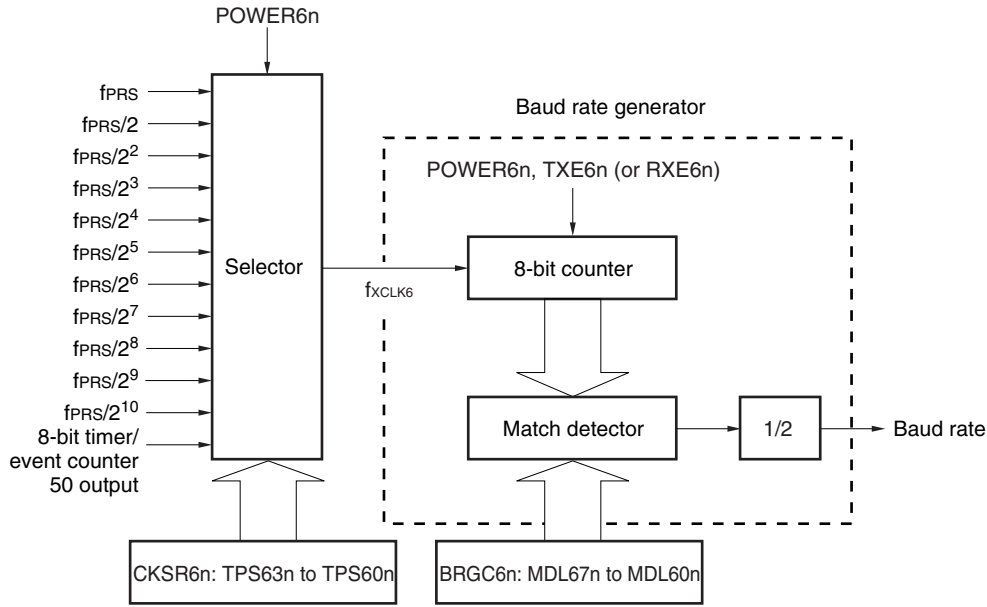 POWER6n
fPRS
fPRS/2
fPRS/2²
fPRS/2³
fPRS/2⁴
fPRS/2⁵
fPRS/2⁶
fPRS/2⁷
fPRS/2⁸
fPRS/2⁹
fPRS/2¹⁰
8-bit timer/
event counter
50 output
Selector
fXCLK6
Baud rate generator
POWER6n, TXE6n (or RXE6n)
8-bit counter
Match detector
1/2
Baud rate
CKSR6n: TPS63n to TPS60n
BRGC6n: MDL67n to MDL60n